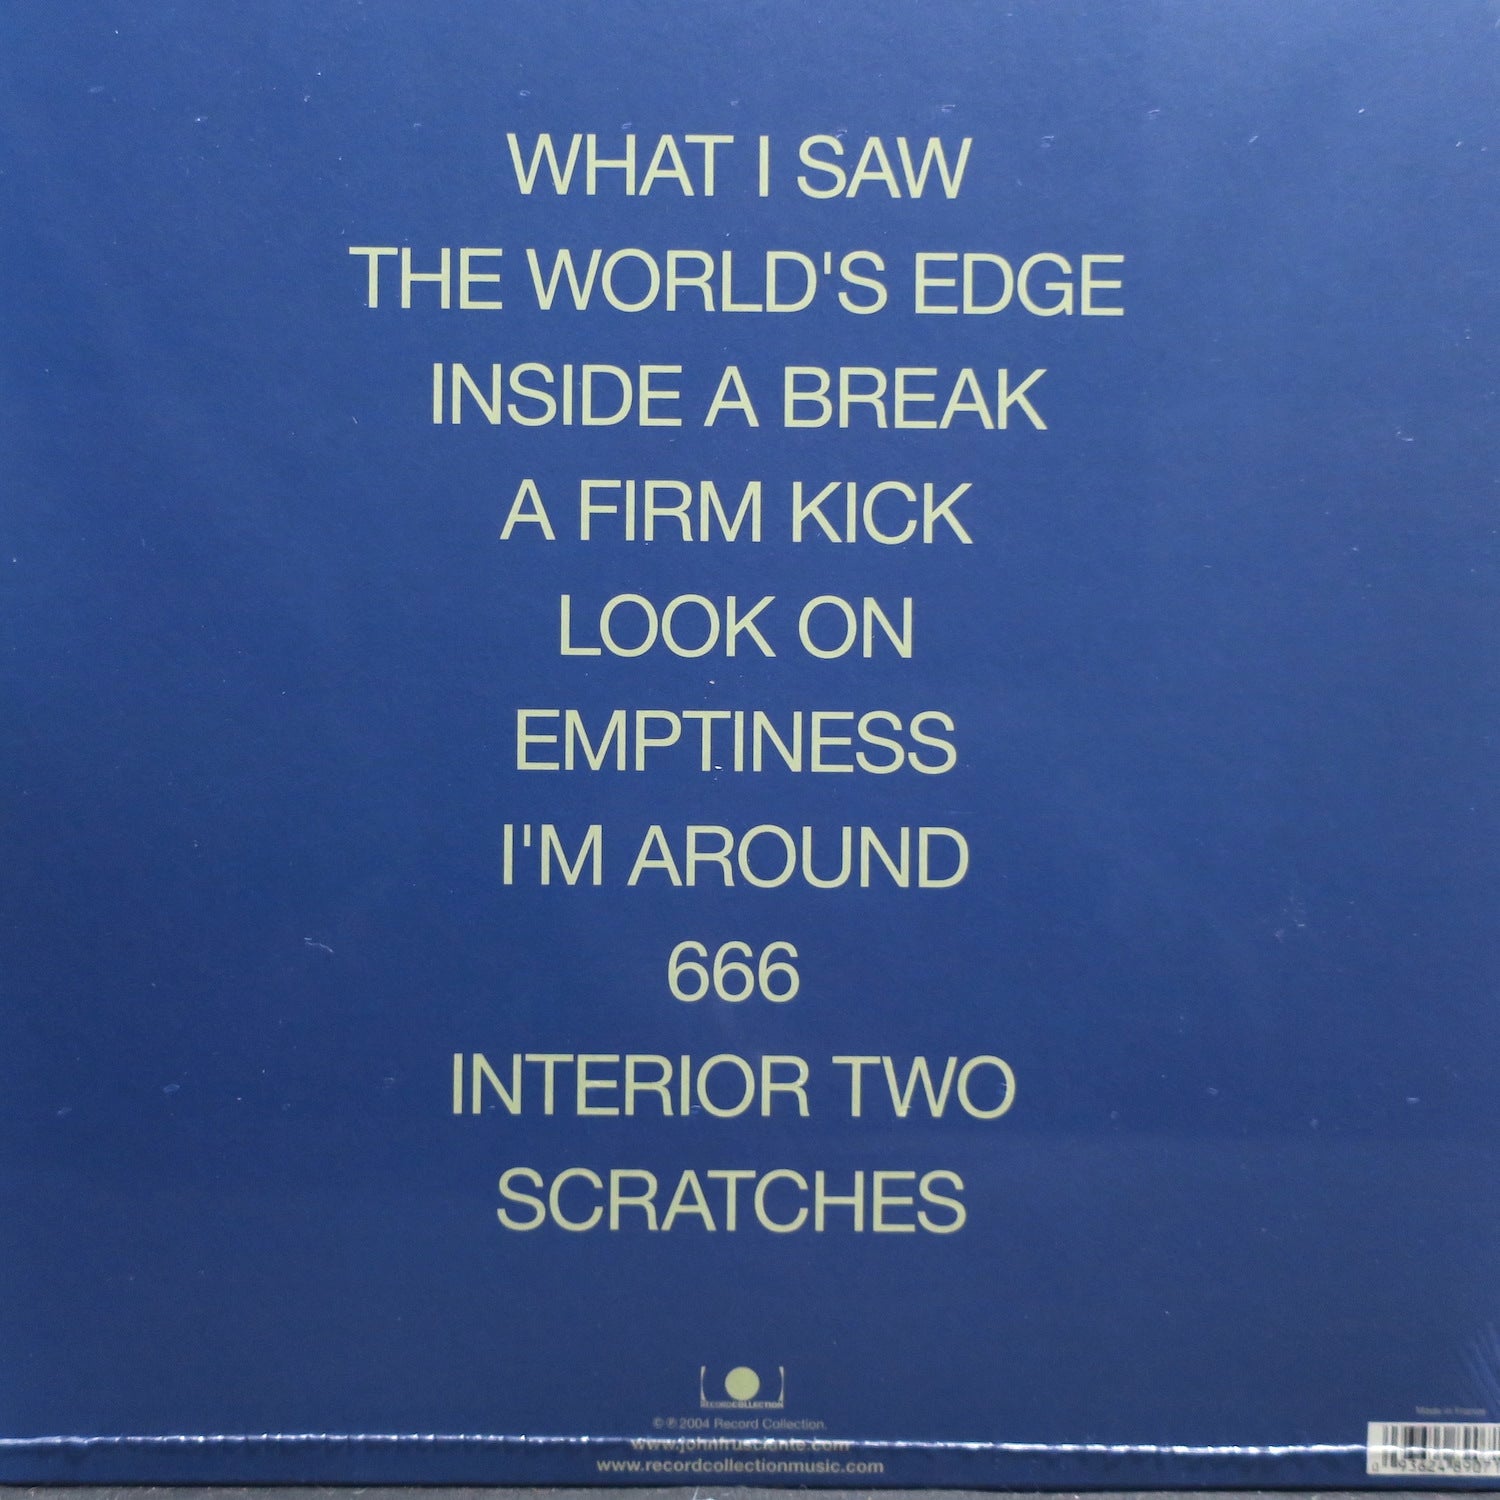 WHAT I SAW
THE WORLD'S EDGE
INSIDE A BREAK
A FIRM KICK
LOOK ON
EMPTINESS
I'M AROUND
666
INTERIOR TWO
SCRATCHES
RECORDCOLLECTION
©℗2004 Record Collection.
www.johnfrusciante.com
www.recordcollectionmusic.com
Made in France